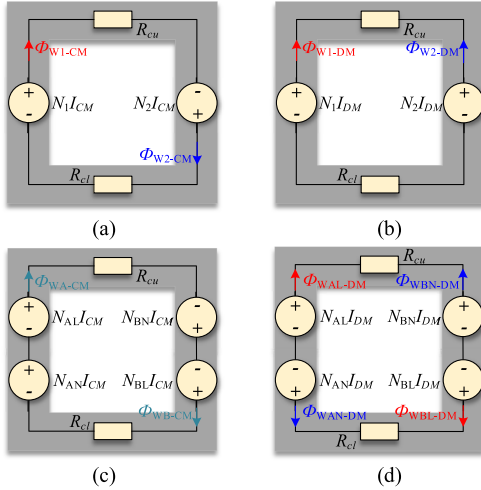 R_cu R_cu
Φ_W1-CM Φ_W1-DM Φ_W2-DM
+ - + +
N_1I_CM N_2I_CM N_1I_DM N_2I_DM
- + - -
Φ_W2-CM
R_cl R_cl
(a) (b)
R_cu R_cu
Φ_WA-CM Φ_WAL-DM Φ_WBN-DM
+ - + +
N_ALI_CM N_BNI_CM N_ALI_DM N_BNI_DM
- + - -
+ - - -
N_ANI_CM N_BLI_CM N_ANI_DM N_BLI_DM
- + + +
Φ_WB-CM Φ_WAN-DM Φ_WBL-DM
R_cl R_cl
(c) (d)